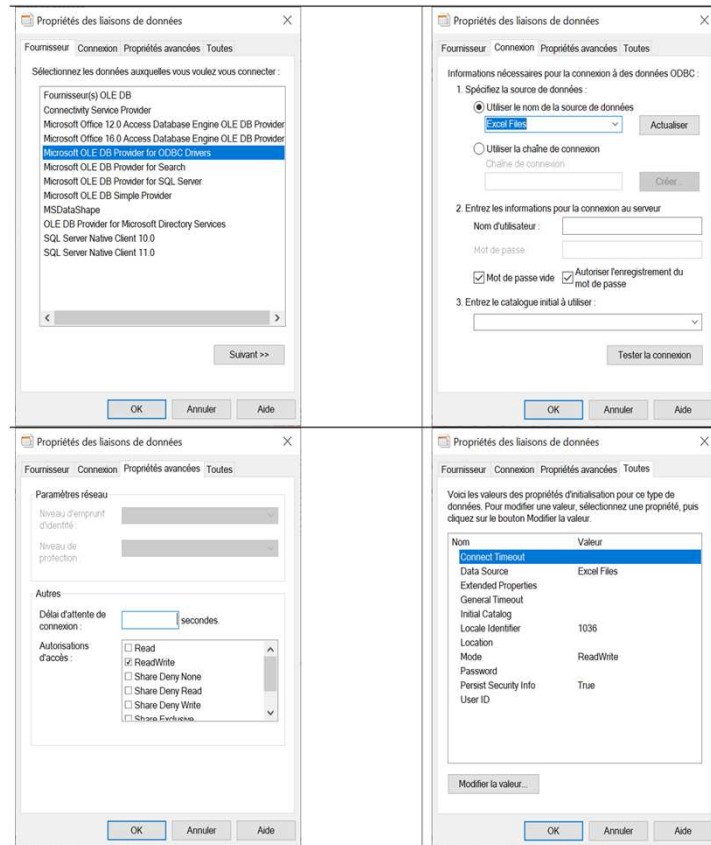 Propriétés des liaisons de données
Fournisseur Connexion Propriétés avancées Toutes
Sélectionnez les données auxquelles vous voulez vous connecter :
Fournisseur(s) OLE DB
Connectivity Service Provider
Microsoft Office 12.0 Access Database Engine OLE DB Provider
Microsoft Office 16.0 Access Database Engine OLE DB Provider
Microsoft OLE DB Provider for ODBC Drivers
Microsoft OLE DB Provider for Search
Microsoft OLE DB Provider for SQL Server
Microsoft OLE DB Simple Provider
MSDataShape
OLE DB Provider for Microsoft Directory Services
SQL Server Native Client 10.0
SQL Server Native Client 11.0
Suivant >>
OK Annuler Aide
Propriétés des liaisons de données
Fournisseur Connexion Propriétés avancées Toutes
Informations nécessaires pour la connexion à des données ODBC :
1. Spécifiez la source de données :
Utiliser le nom de la source de données
Excel Files Actualiser
Utiliser la chaîne de connexion
Chaîne de connexion :
Créer...
2. Entrez les informations pour la connexion au serveur
Nom d'utilisateur :
Mot de passe
Mot de passe vide Autoriser l'enregistrement du
mot de passe
3. Entrez le catalogue initial à utiliser :
Tester la connexion
OK Annuler Aide
Propriétés des liaisons de données
Fournisseur Connexion Propriétés avancées Toutes
Paramètres réseau
Niveau d'emprunt
d'identité :
Niveau de
protection :
Autres
Délai d'attente de
connexion : secondes.
Autorisations
d'accès :
Read
ReadWrite
Share Deny None
Share Deny Read
Share Deny Write
Share Exclusive
OK Annuler Aide
Propriétés des liaisons de données
Fournisseur Connexion Propriétés avancées Toutes
Voici les valeurs des propriétés d'initialisation pour ce type de
données. Pour modifier une valeur, sélectionnez une propriété, puis
cliquez sur le bouton Modifier la valeur.
Nom Valeur
Connect Timeout
Data Source Excel Files
Extended Properties
General Timeout
Initial Catalog
Locale Identifier 1036
Location
Mode ReadWrite
Password
Persist Security Info True
User ID
Modifier la valeur...
OK Annuler Aide